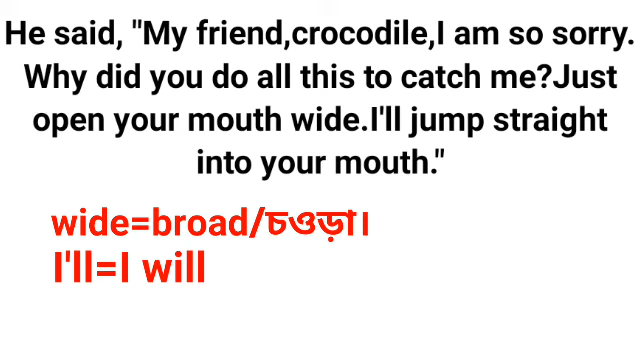 He said, "My friend,crocodile,I am so sorry.
Why did you do all this to catch me?Just
open your mouth wide.I'll jump straight
into your mouth."
wide=broad/চওড়া।
I'll=I will